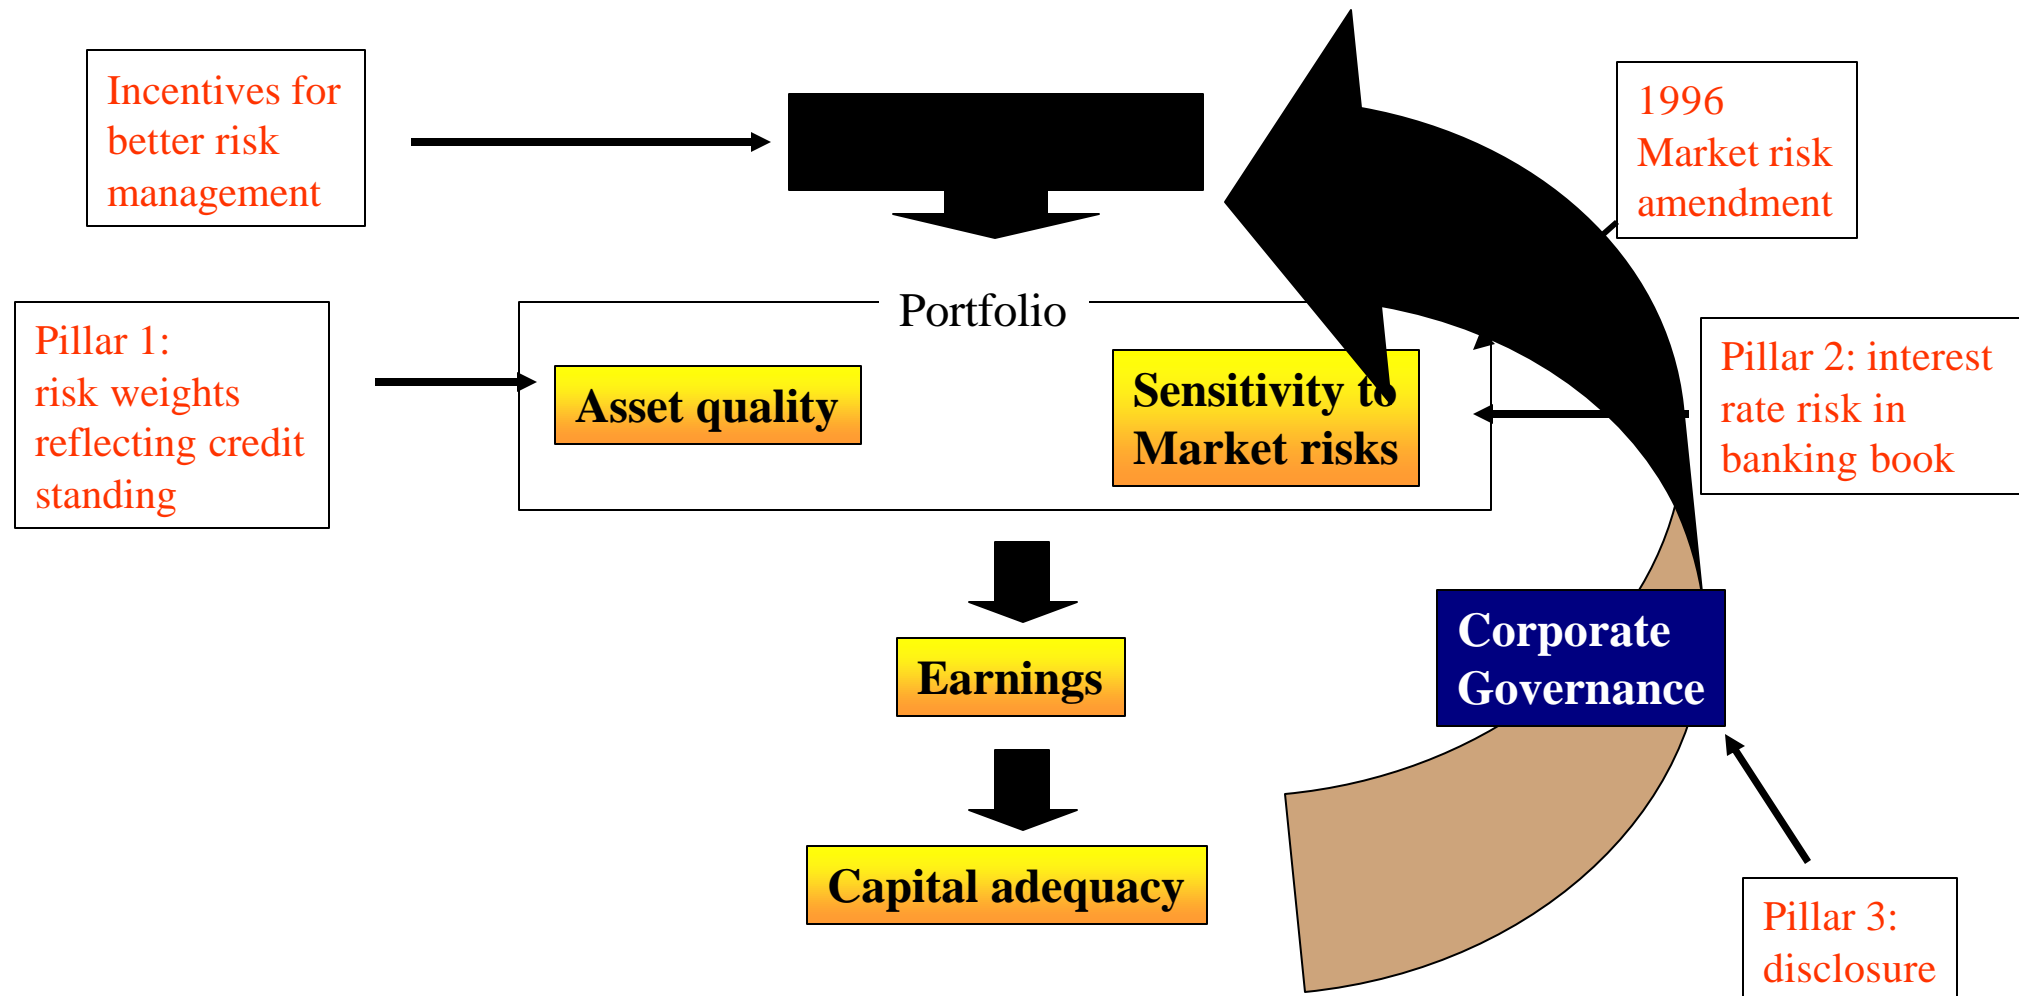 Incentives for
better risk
management
1996
Market risk
amendment
Portfolio
Pillar 1:
risk weights
reflecting credit
standing
Asset quality
Sensitivity to
Market risks
Pillar 2: interest
rate risk in
banking book
Earnings
Corporate
Governance
Capital adequacy
Pillar 3:
disclosure